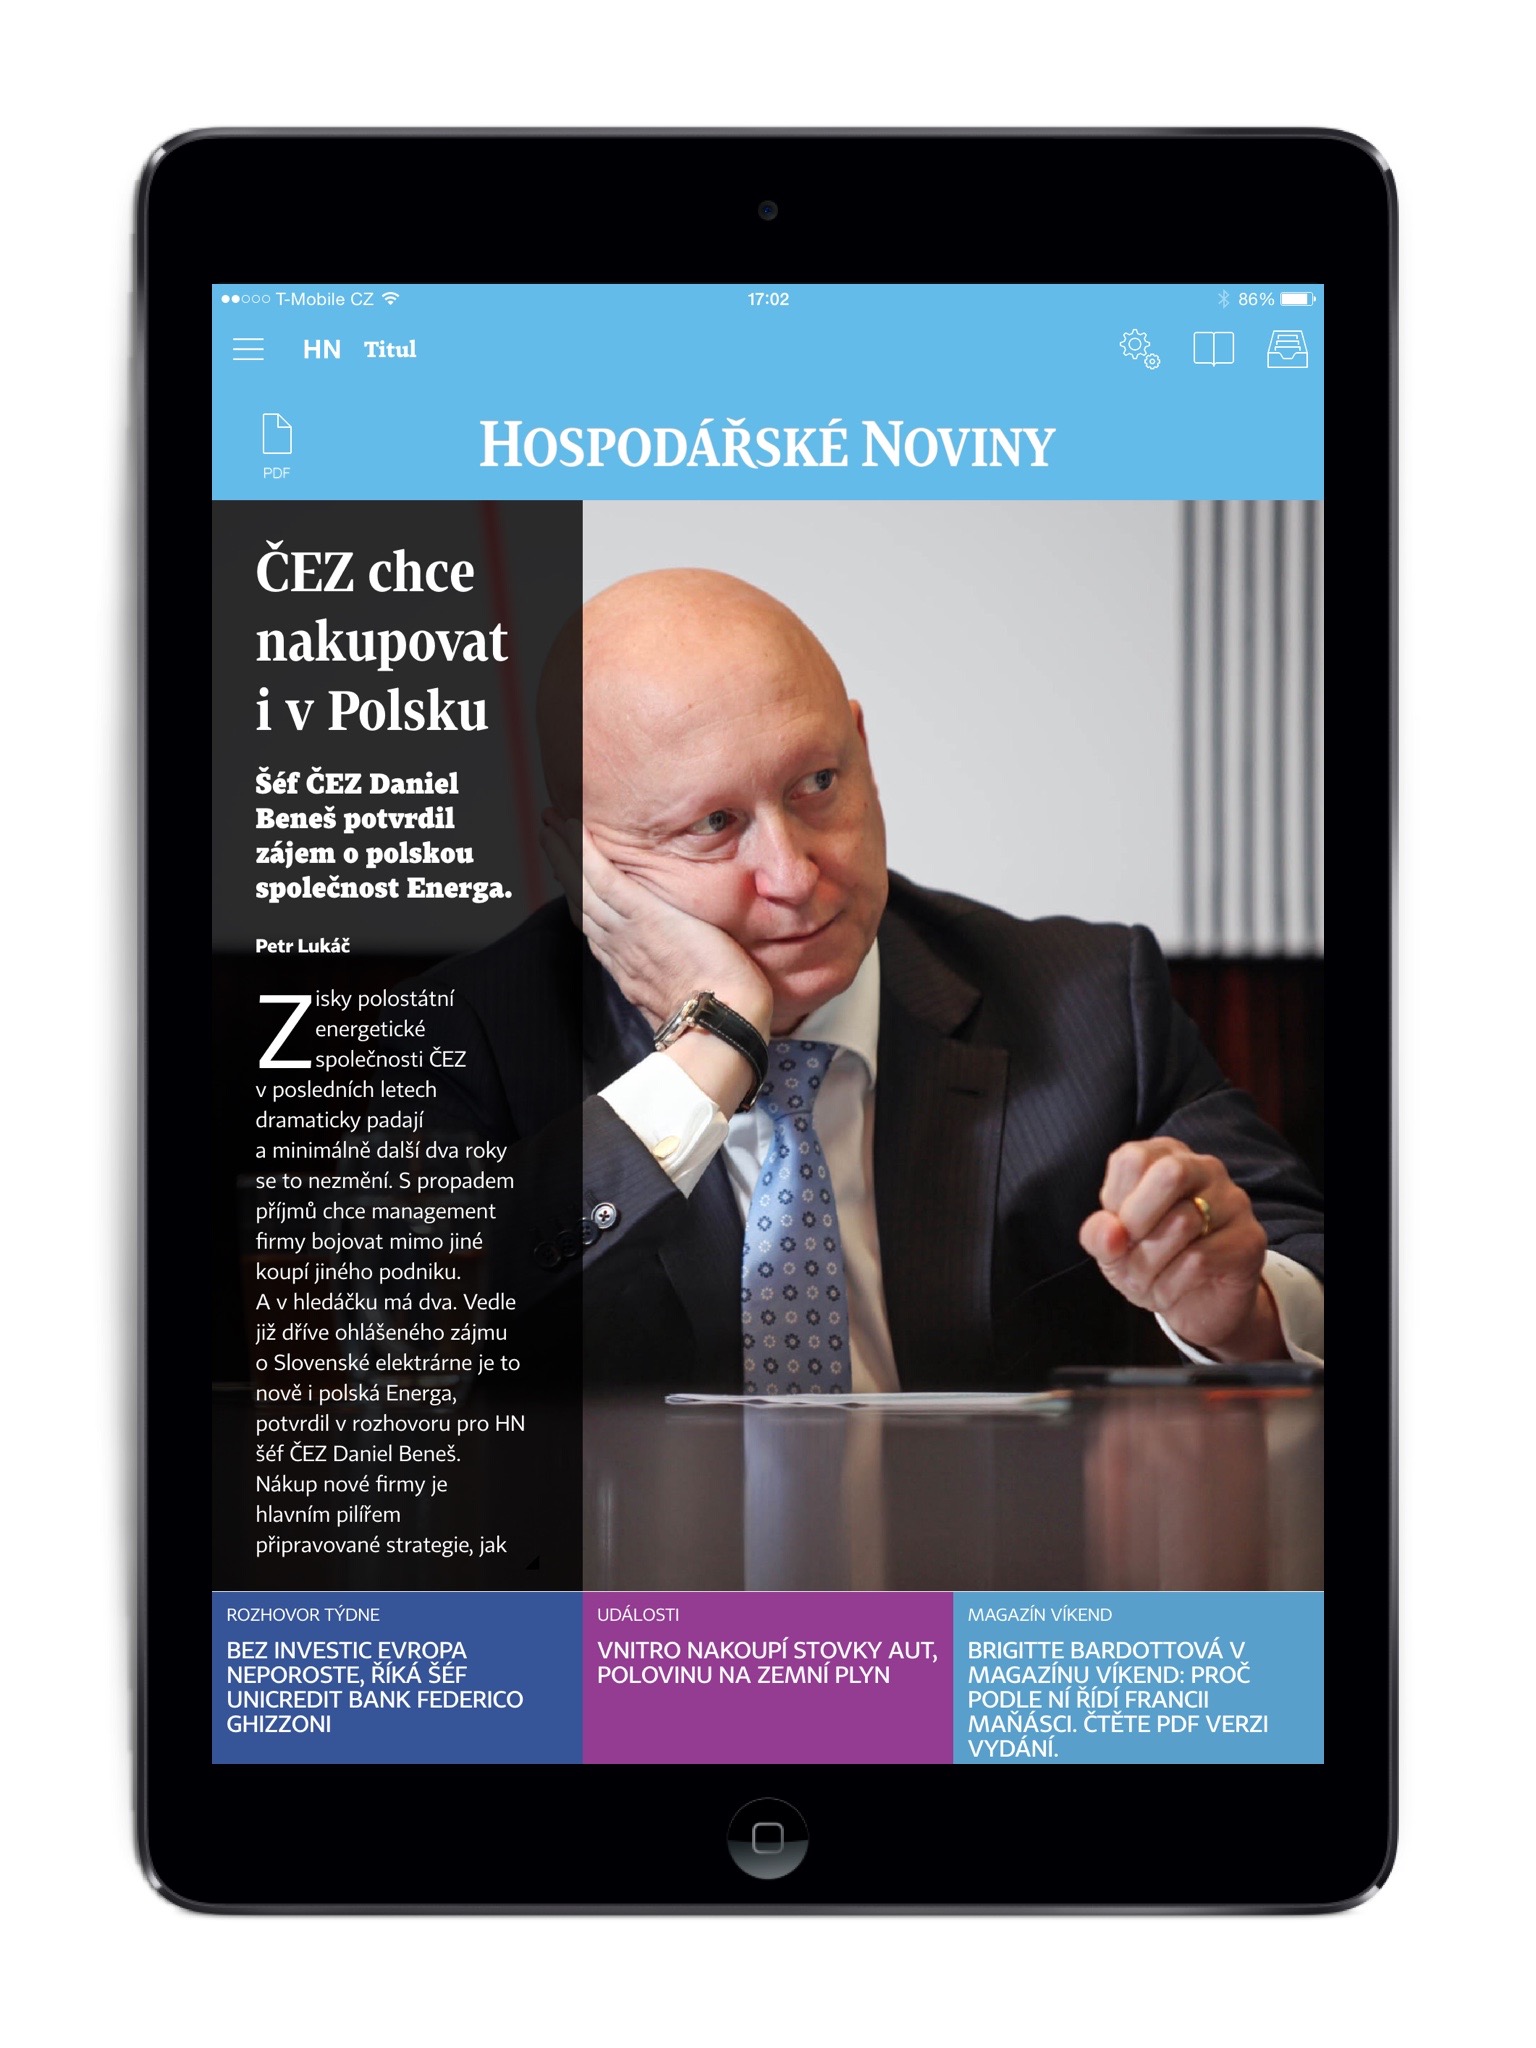 T-Mobile CZ
17:02
86%
HN Titul
PDF
HOSPODÁŘSKÉ NOVINY
ČEZ chce
nakupovat
i v Polsku
Šéf ČEZ Daniel
Beneš potvrdil
zájem o polskou
společnost Energa.
Petr Lukáč
Zisky polostátní
energetické
společnosti ČEZ
v posledních letech
dramaticky padají
a minimálně další dva roky
se to nezmění. S propadem
příjmů chce management
firmy bojovat mimo jiné
koupí jiného podniku.
A v hledáčku má dva. Vedle
již dříve ohlášeného zájmu
o Slovenské elektrárne je to
nově i polská Energa,
potvrdil v rozhovoru pro HN
šéf ČEZ Daniel Beneš.
Nákup nové firmy je
hlavním pilířem
připravované strategie, jak
ROZHOVOR TÝDNE
BEZ INVESTIC EVROPA
NEPOROSTE, ŘÍKÁ ŠÉF
UNICREDIT BANK FEDERICO
GHIZZONI
UDÁLOSTI
VNITRO NAKOUPÍ STOVKY AUT,
POLOVINU NA ZEMNÍ PLYN
MAGAZÍN VÍKEND
BRIGITTE BARDOTTOVÁ V
MAGAZÍNU VÍKEND: PROČ
PODLE NÍ ŘÍDÍ FRANCII
MAŇÁSCI. ČTĚTE PDF VERZI
VYDÁNÍ.